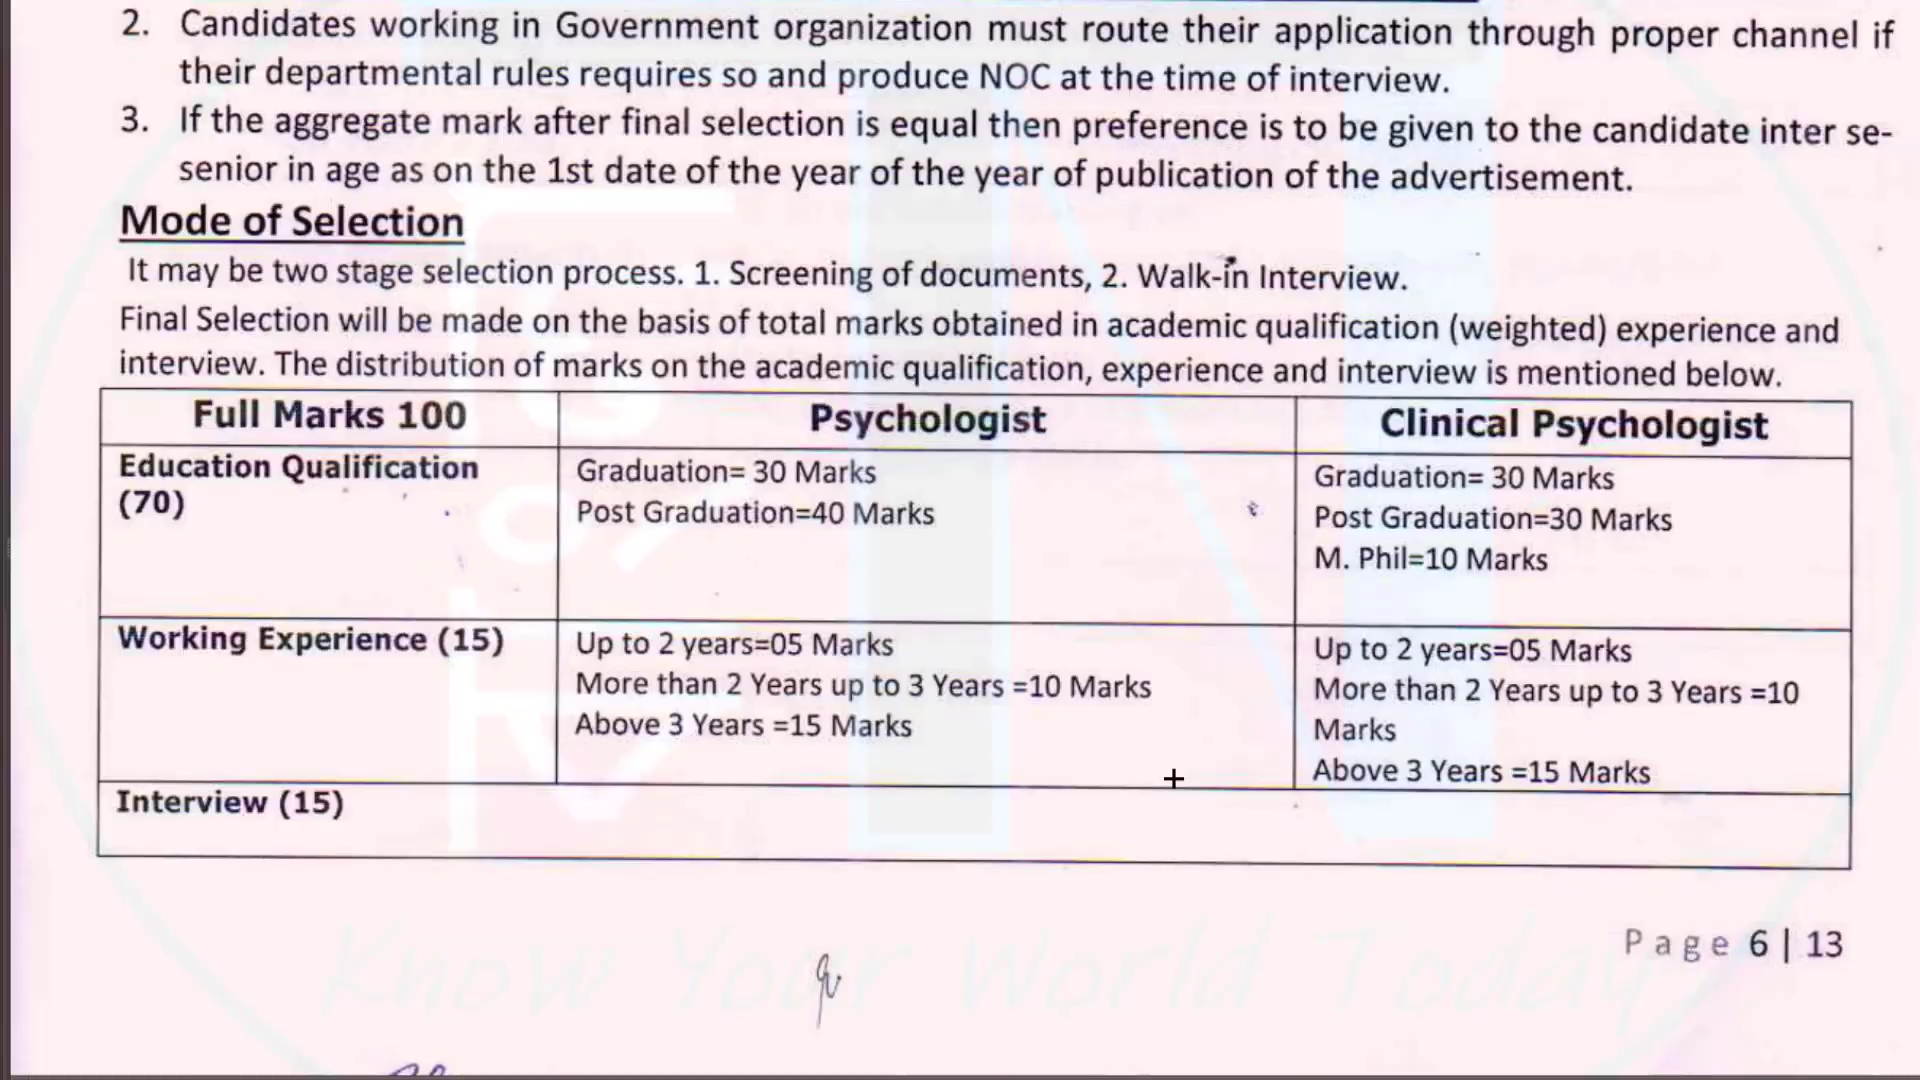 2. Candidates working in Government organization must route their application through proper channel if
their departmental rules requires so and produce NOC at the time of interview.
3. If the aggregate mark after final selection is equal then preference is to be given to the candidate inter se-
senior in age as on the 1st date of the year of the year of publication of the advertisement.
Mode of Selection
It may be two stage selection process. 1. Screening of documents, 2. Walk-in Interview.
Final Selection will be made on the basis of total marks obtained in academic qualification (weighted) experience and
interview. The distribution of marks on the academic qualification, experience and interview is mentioned below.
Full Marks 100
Psychologist
Clinical Psychologist
Education Qualification
(70)
Graduation= 30 Marks
Post Graduation=40 Marks
Graduation= 30 Marks
Post Graduation=30 Marks
M. Phil=10 Marks
Working Experience (15)
Up to 2 years=05 Marks
More than 2 Years up to 3 Years =10 Marks
Above 3 Years =15 Marks
Up to 2 years=05 Marks
More than 2 Years up to 3 Years =10
Marks
Above 3 Years =15 Marks
Interview (15)
Page 6 | 13
Know Your World Today